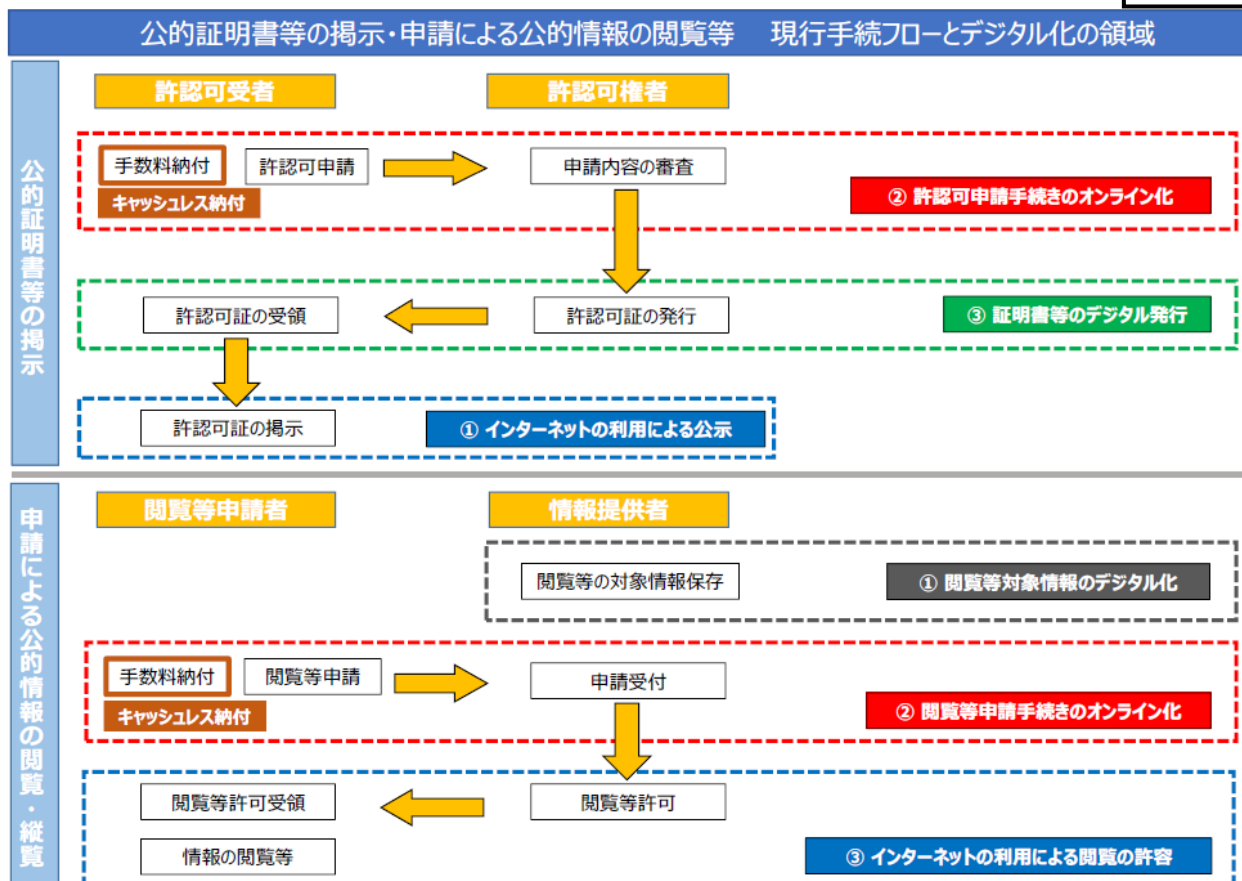 公的証明書等の掲示・申請による公的情報の閲覧等　現行手続フローとデジタル化の領域
公的証明書等の掲示
許認可受者
許認可権者
手数料納付
許認可申請
申請内容の審査
キャッシュレス納付
② 許認可申請手続きのオンライン化
許認可証の受領
許認可証の発行
③ 証明書等のデジタル発行
許認可証の掲示
① インターネットの利用による公示
申請による公的情報の閲覧・縦覧
閲覧等申請者
情報提供者
閲覧等の対象情報保存
① 閲覧等対象情報のデジタル化
手数料納付
閲覧等申請
申請受付
キャッシュレス納付
② 閲覧等申請手続きのオンライン化
閲覧等許可受領
閲覧等許可
情報の閲覧等
③ インターネットの利用による閲覧の許容